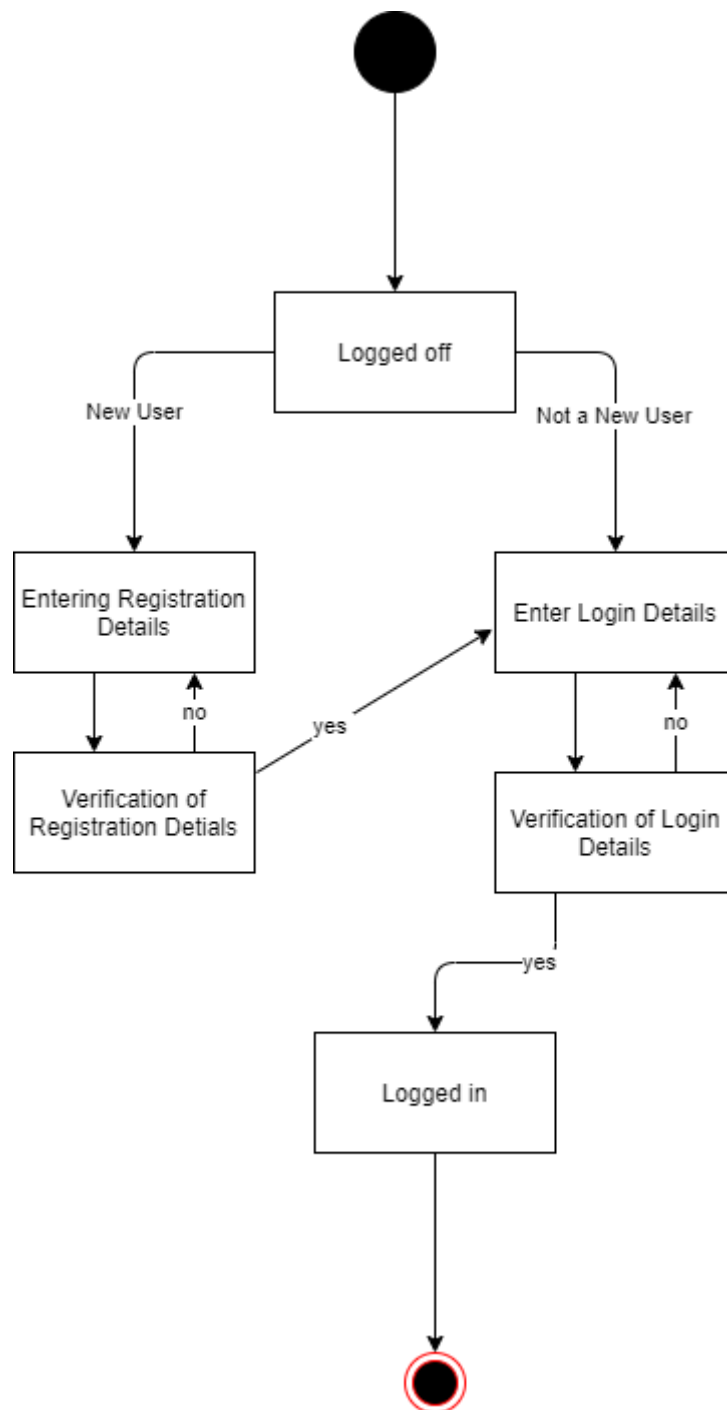 Logged off
New User
Not a New User
Entering Registration
Details
Enter Login Details
no
yes
no
Verification of
Registration Detials
Verification of Login
Details
yes
Logged in